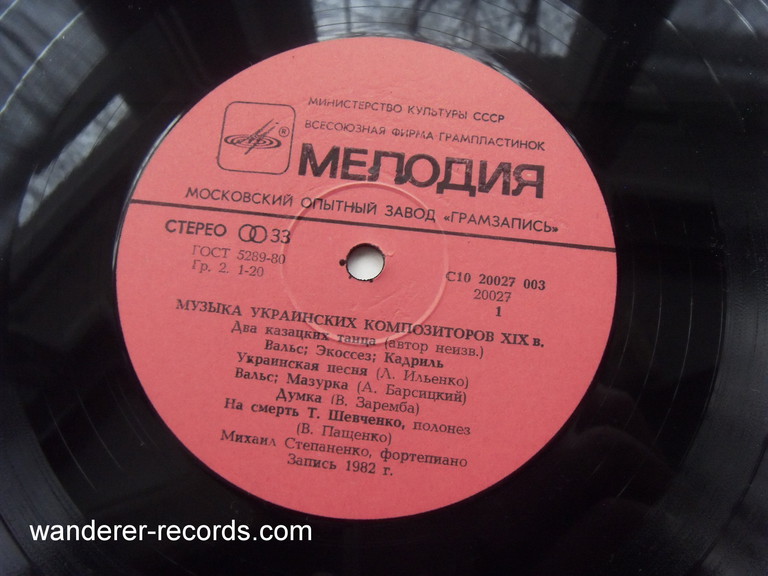 МИНИСТЕРСТВО КУЛЬТУРЫ СССР
ВСЕСОЮЗНАЯ ФИРМА ГРАМПЛАСТИНОК
®
МЕЛОДИЯ
МОСКОВСКИЙ ОПЫТНЫЙ ЗАВОД «ГРАМЗАПИСЬ»
СТЕРЕО 33
ГОСТ 5289-80
Гр. 2. 1-20
С10 20027 003
20027
1
МУЗЫКА УКРАИНСКИХ КОМПОЗИТОРОВ XIX в.
Два казацких танца (автор неизв.)
Вальс; Экоссез; Кадриль
Украинская песня (Л. Ильенко)
Вальс; Мазурка (А. Барсицкий)
Думка (В. Заремба)
На смерть Т. Шевченко, полонез
(В. Пащенко)
Михаил Степаненко, фортепиано
Запись 1982 г.
wanderer-records.com